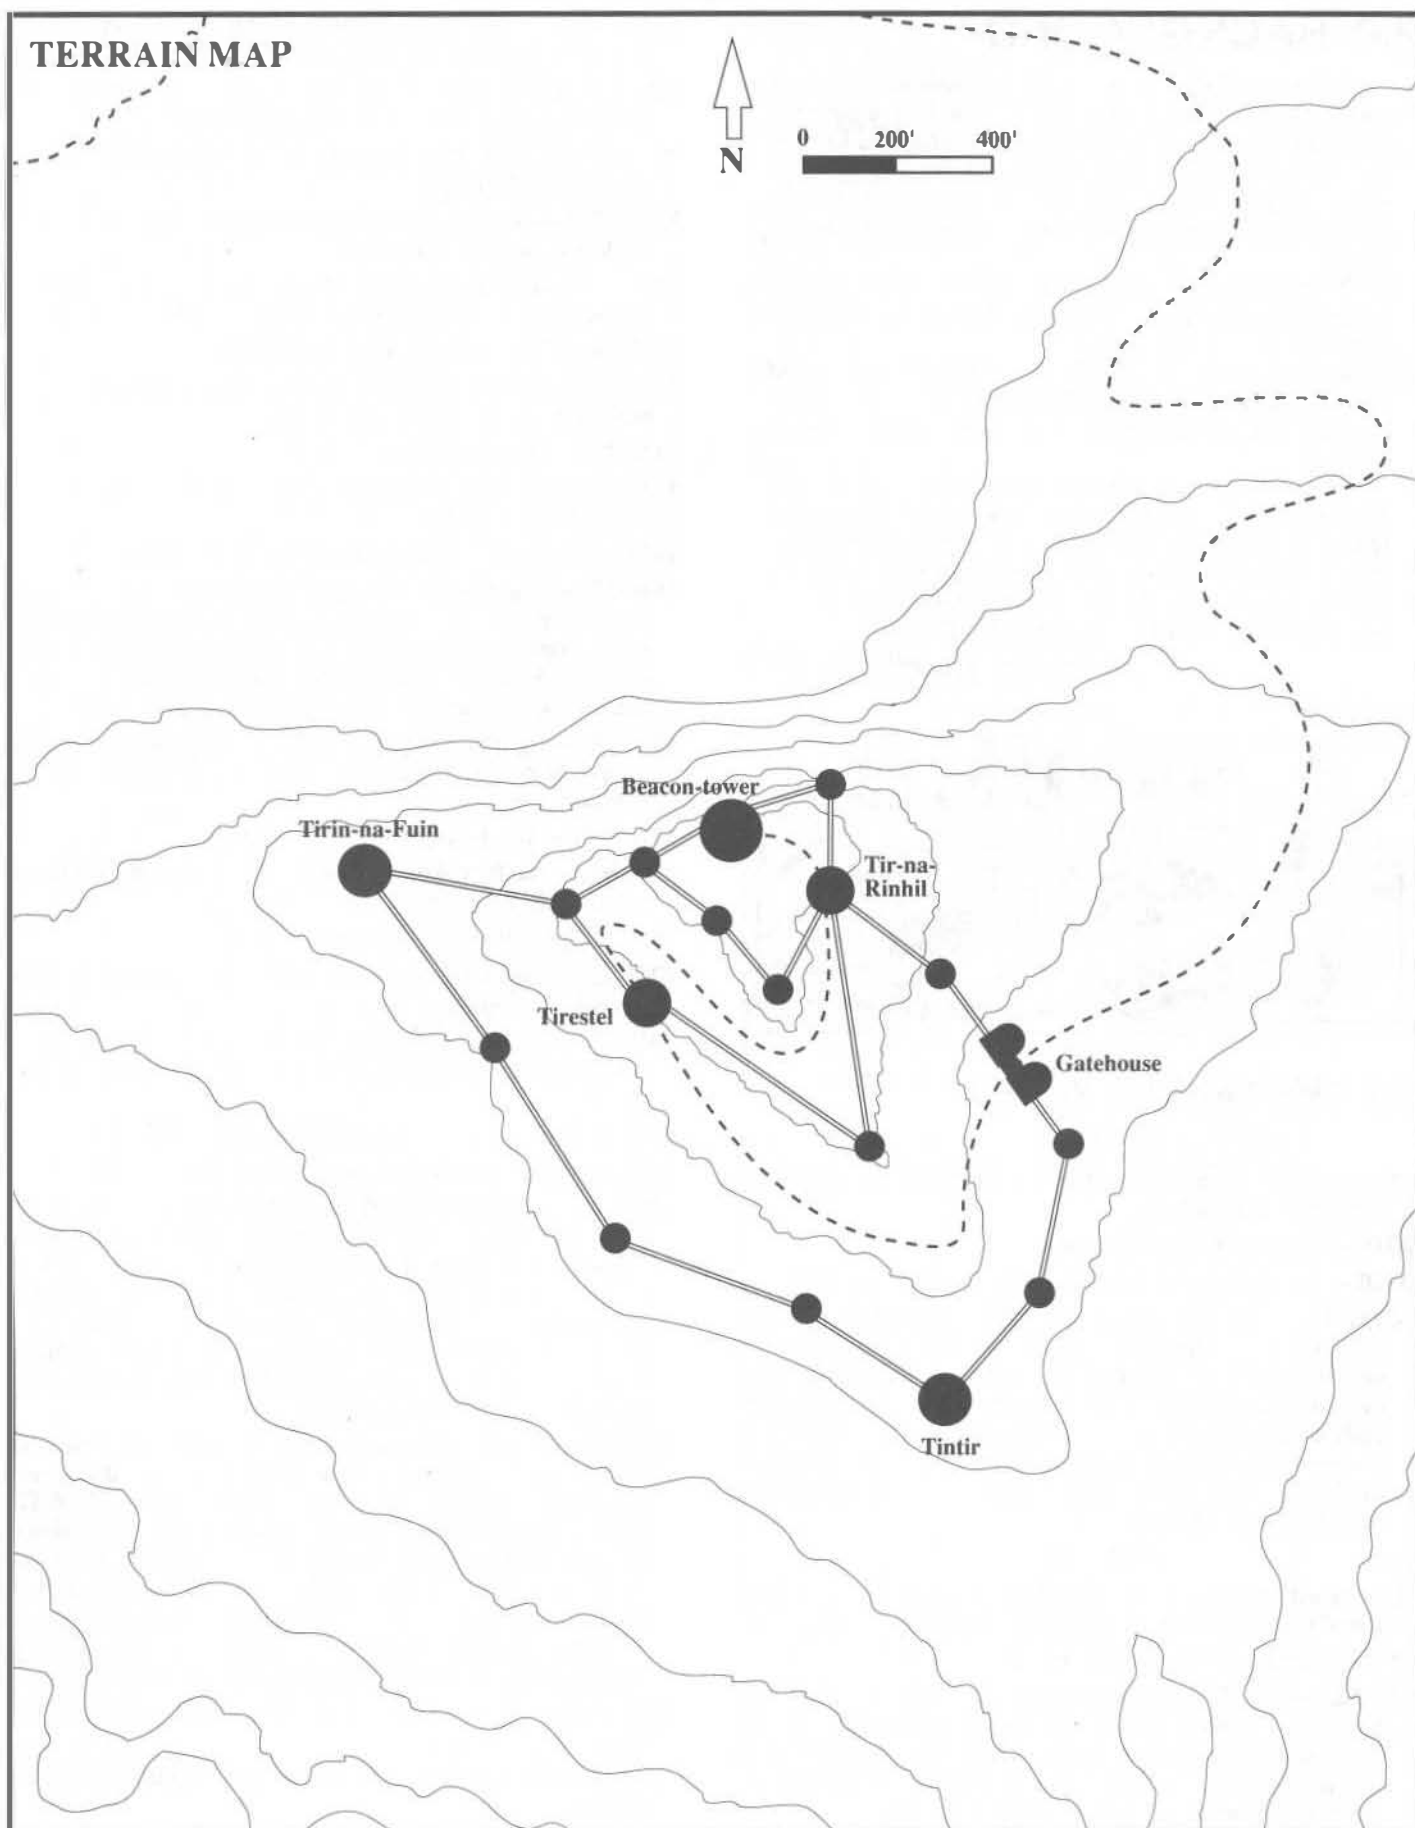 TERRAIN MAP
N
0 200' 400'
Beacon-tower
Tirin-na-Fuin
Tir-na-
Rinhil
Tirestel
Gatehouse
Tintir